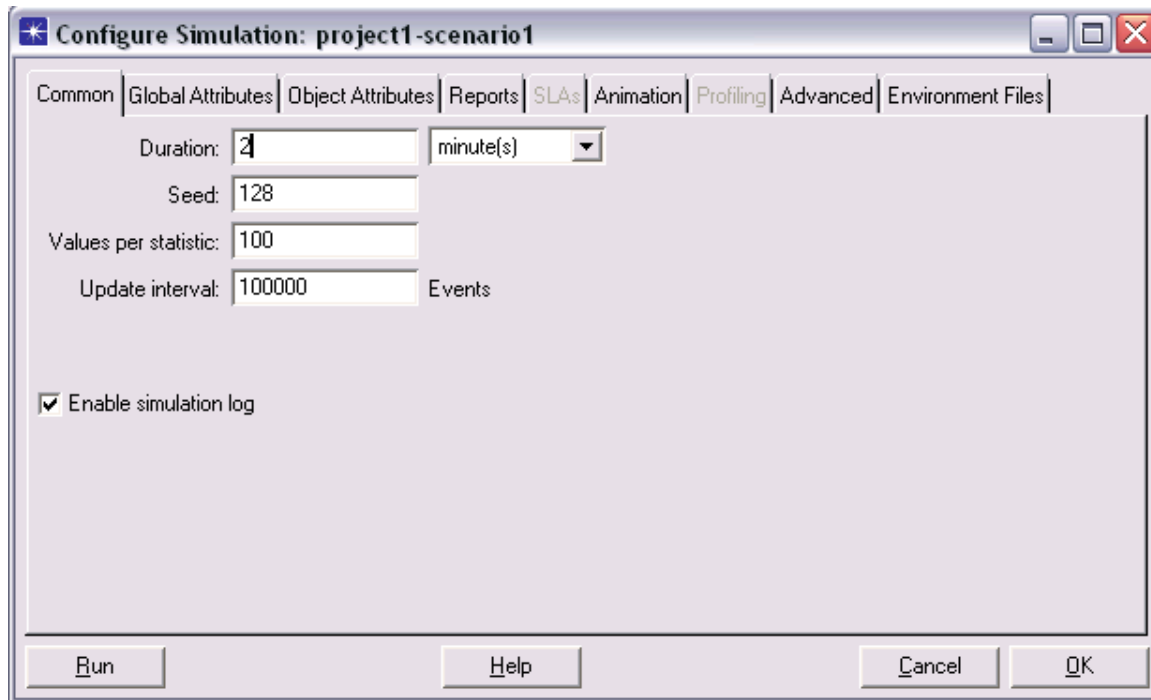 Configure Simulation: project1-scenario1
Common Global Attributes Object Attributes Reports SLAs Animation Profiling Advanced Environment Files
Duration: 2 minute(s)
Seed: 128
Values per statistic: 100
Update interval: 100000 Events
Enable simulation log
Run Help Cancel OK